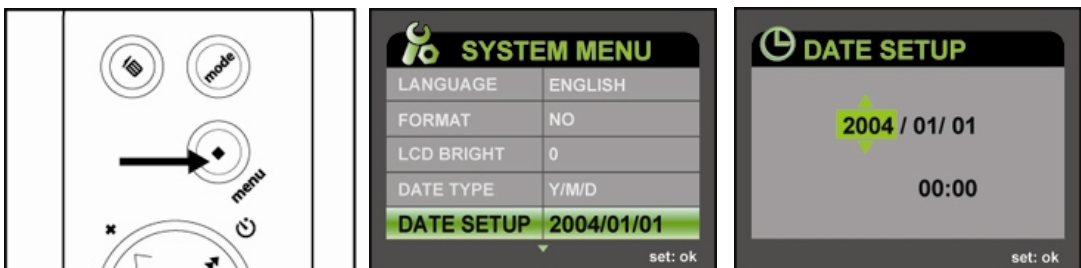 mode
menu
SYSTEM MENU
LANGUAGE ENGLISH
FORMAT NO
LCD BRIGHT 0
DATE TYPE Y/M/D
DATE SETUP 2004/01/01
set: ok
DATE SETUP
2004 / 01/ 01
00:00
set: ok